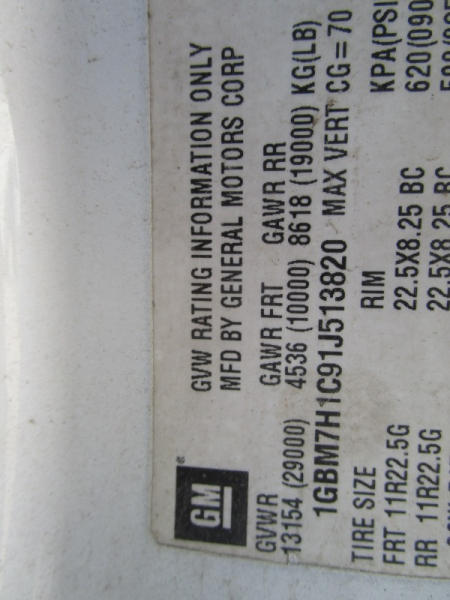 GM
GVW RATING INFORMATION ONLY
MFD BY GENERAL MOTORS CORP
GVWR GAWR FRT GAWR RR
13154 (29000) 4536 (10000) 8618 (19000) KG(LB)
1GBM7H1C91J513820 MAX VERT CG=70
TIRE SIZE RIM KPA(PSI
FRT 11R22.5G 22.5X8.25 BC 620(090
RR 11R22.5G 22.5X8.25 BC